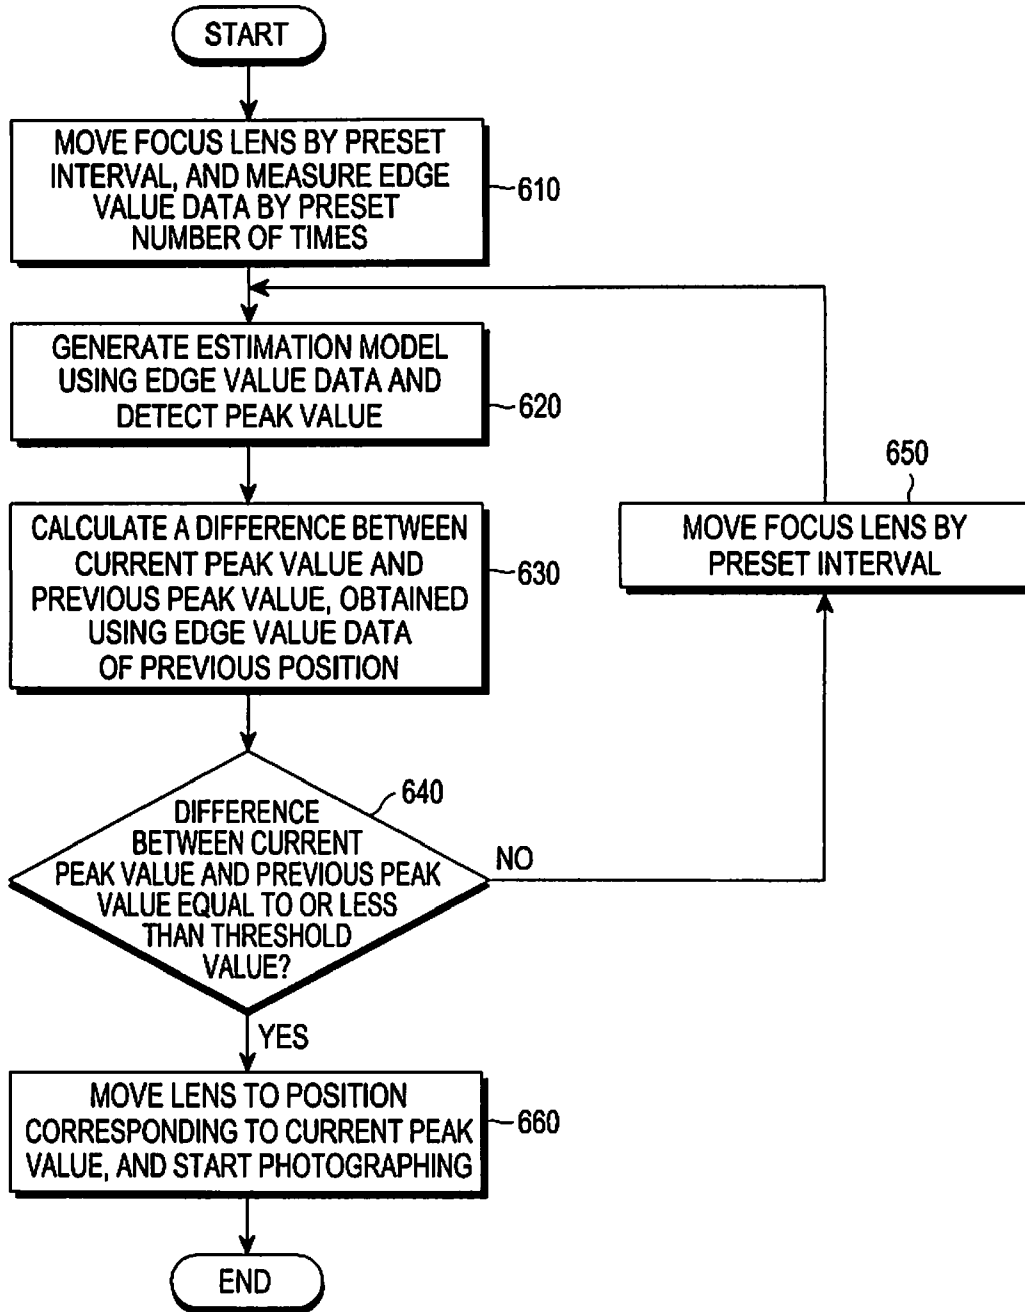 START
MOVE FOCUS LENS BY PRESET
INTERVAL, AND MEASURE EDGE
VALUE DATA BY PRESET
NUMBER OF TIMES
610
GENERATE ESTIMATION MODEL
USING EDGE VALUE DATA AND
DETECT PEAK VALUE
620
650
MOVE FOCUS LENS BY
PRESET INTERVAL
CALCULATE A DIFFERENCE BETWEEN
CURRENT PEAK VALUE AND
PREVIOUS PEAK VALUE, OBTAINED
USING EDGE VALUE DATA
OF PREVIOUS POSITION
630
640
DIFFERENCE
BETWEEN CURRENT
PEAK VALUE AND PREVIOUS PEAK
VALUE EQUAL TO OR LESS
THAN THRESHOLD
VALUE?
NO
YES
MOVE LENS TO POSITION
CORRESPONDING TO CURRENT PEAK
VALUE, AND START PHOTOGRAPHING
660
END